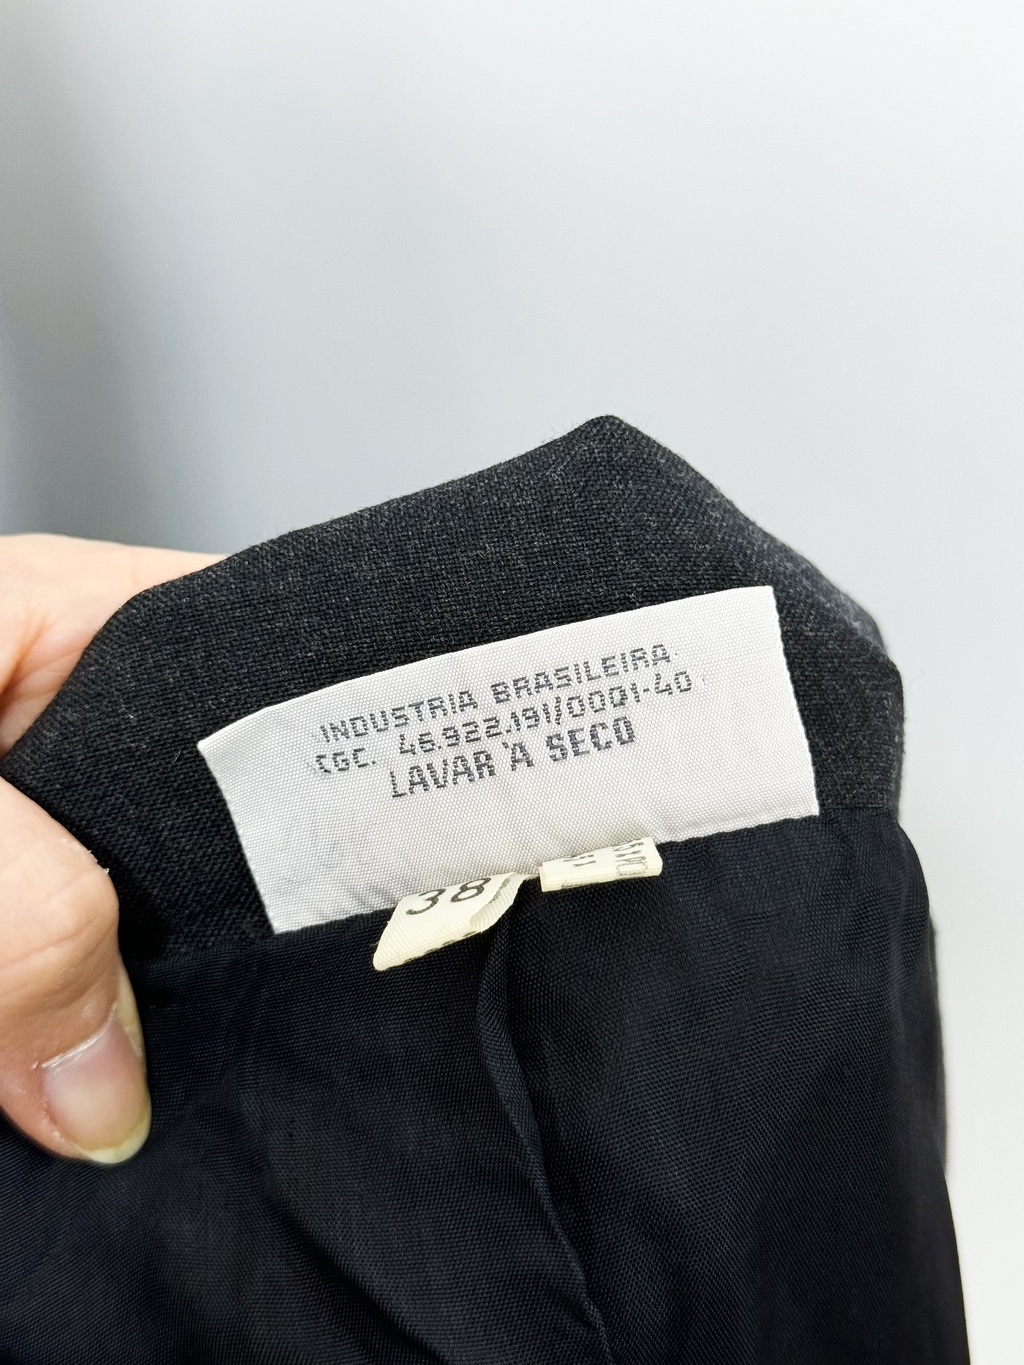 INDUSTRIA BRASILEIRA
CGC. 46.922.191/0001-40
LAVAR À SECO
38